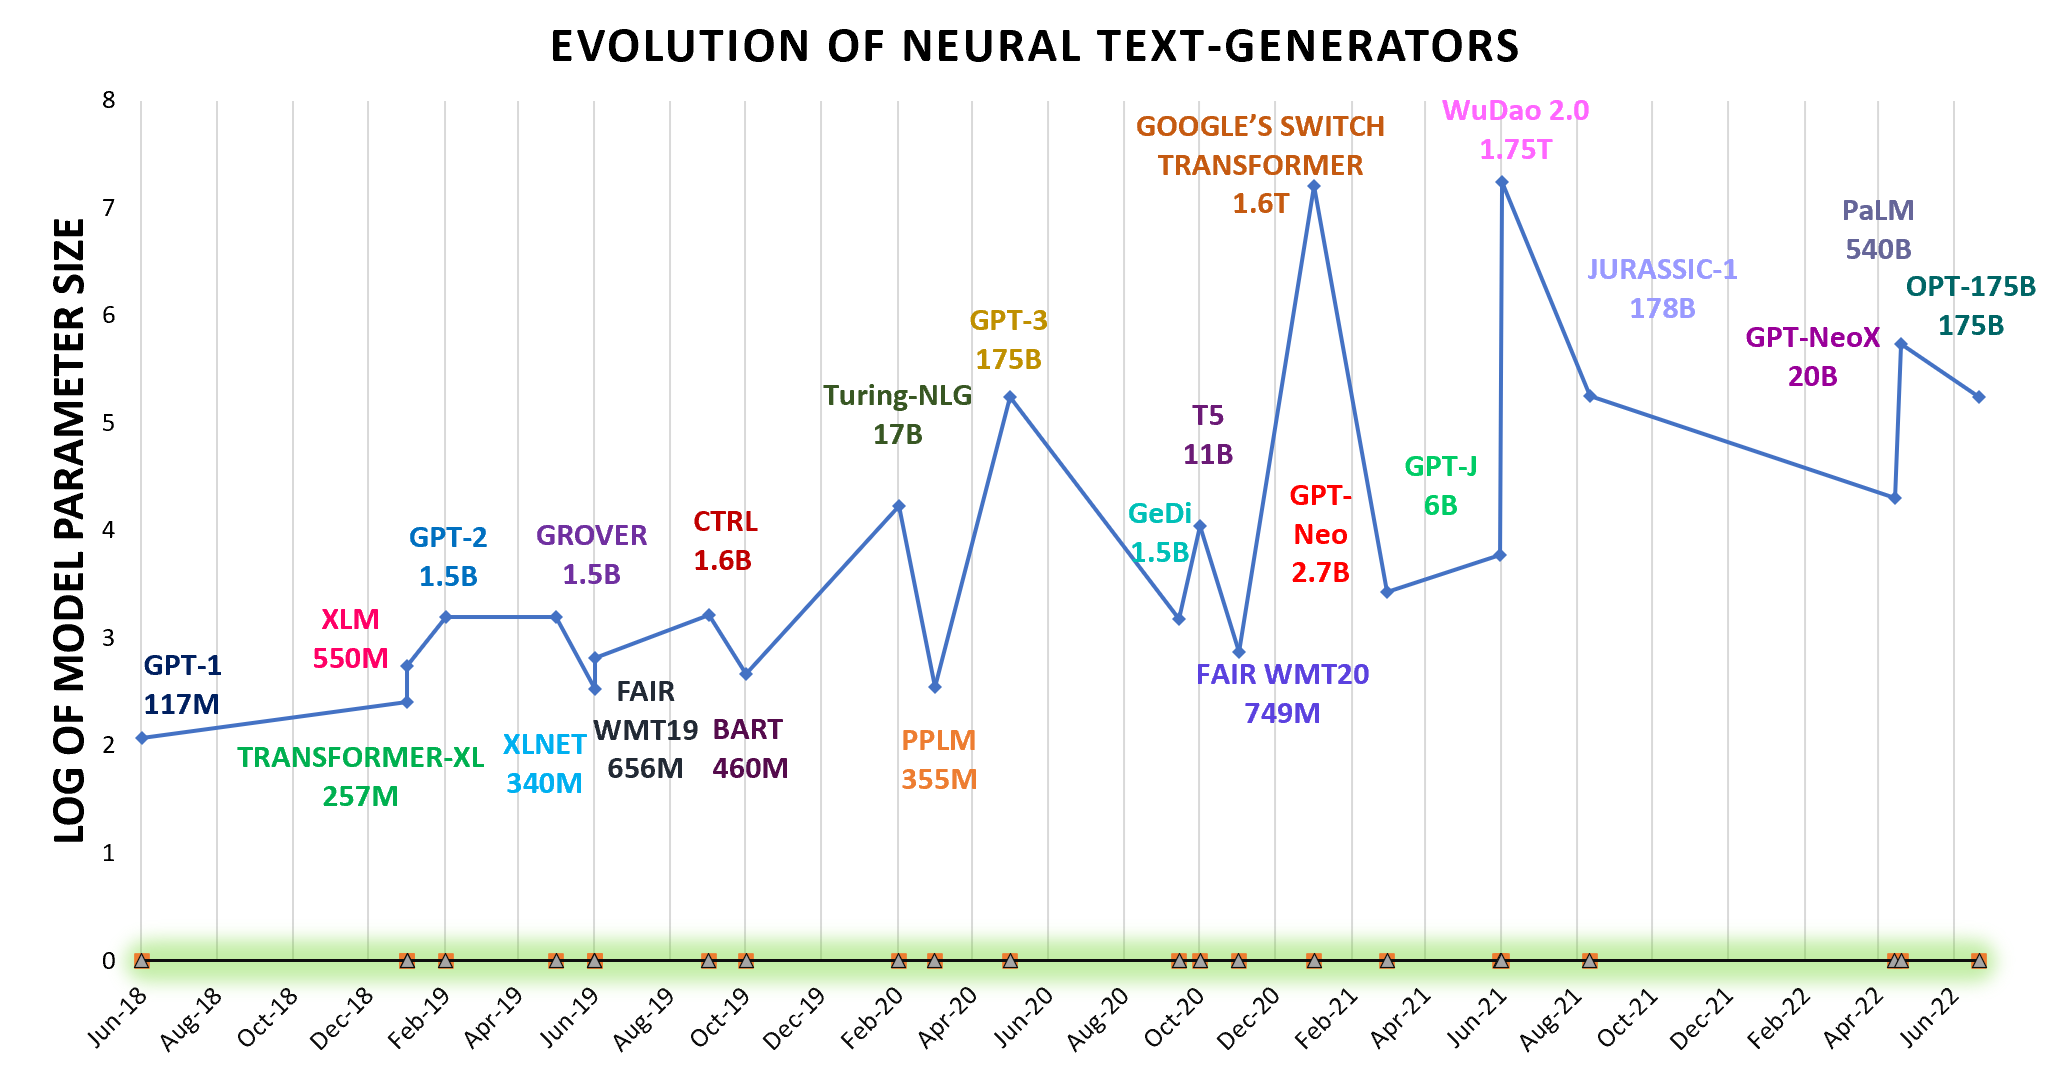 EVOLUTION OF NEURAL TEXT-GENERATORS
LOG OF MODEL PARAMETER SIZE
8
7
6
5
4
3
2
1
0
GPT-1
117M
TRANSFORMER-XL
257M
XLM
550M
GPT-2
1.5B
GROVER
1.5B
XLNET
340M
FAIR
WMT19
656M
CTRL
1.6B
BART
460M
Turing-NLG
17B
PPLM
355M
GPT-3
175B
GeDi
1.5B
T5
11B
FAIR WMT20
749M
GOOGLE’S SWITCH
TRANSFORMER
1.6T
GPT-
Neo
2.7B
GPT-J
6B
WuDao 2.0
1.75T
JURASSIC-1
178B
GPT-NeoX
20B
PaLM
540B
OPT-175B
175B
Jun-18
Aug-18
Oct-18
Dec-18
Feb-19
Apr-19
Jun-19
Aug-19
Oct-19
Dec-19
Feb-20
Apr-20
Jun-20
Aug-20
Oct-20
Dec-20
Feb-21
Apr-21
Jun-21
Aug-21
Oct-21
Dec-21
Feb-22
Apr-22
Jun-22